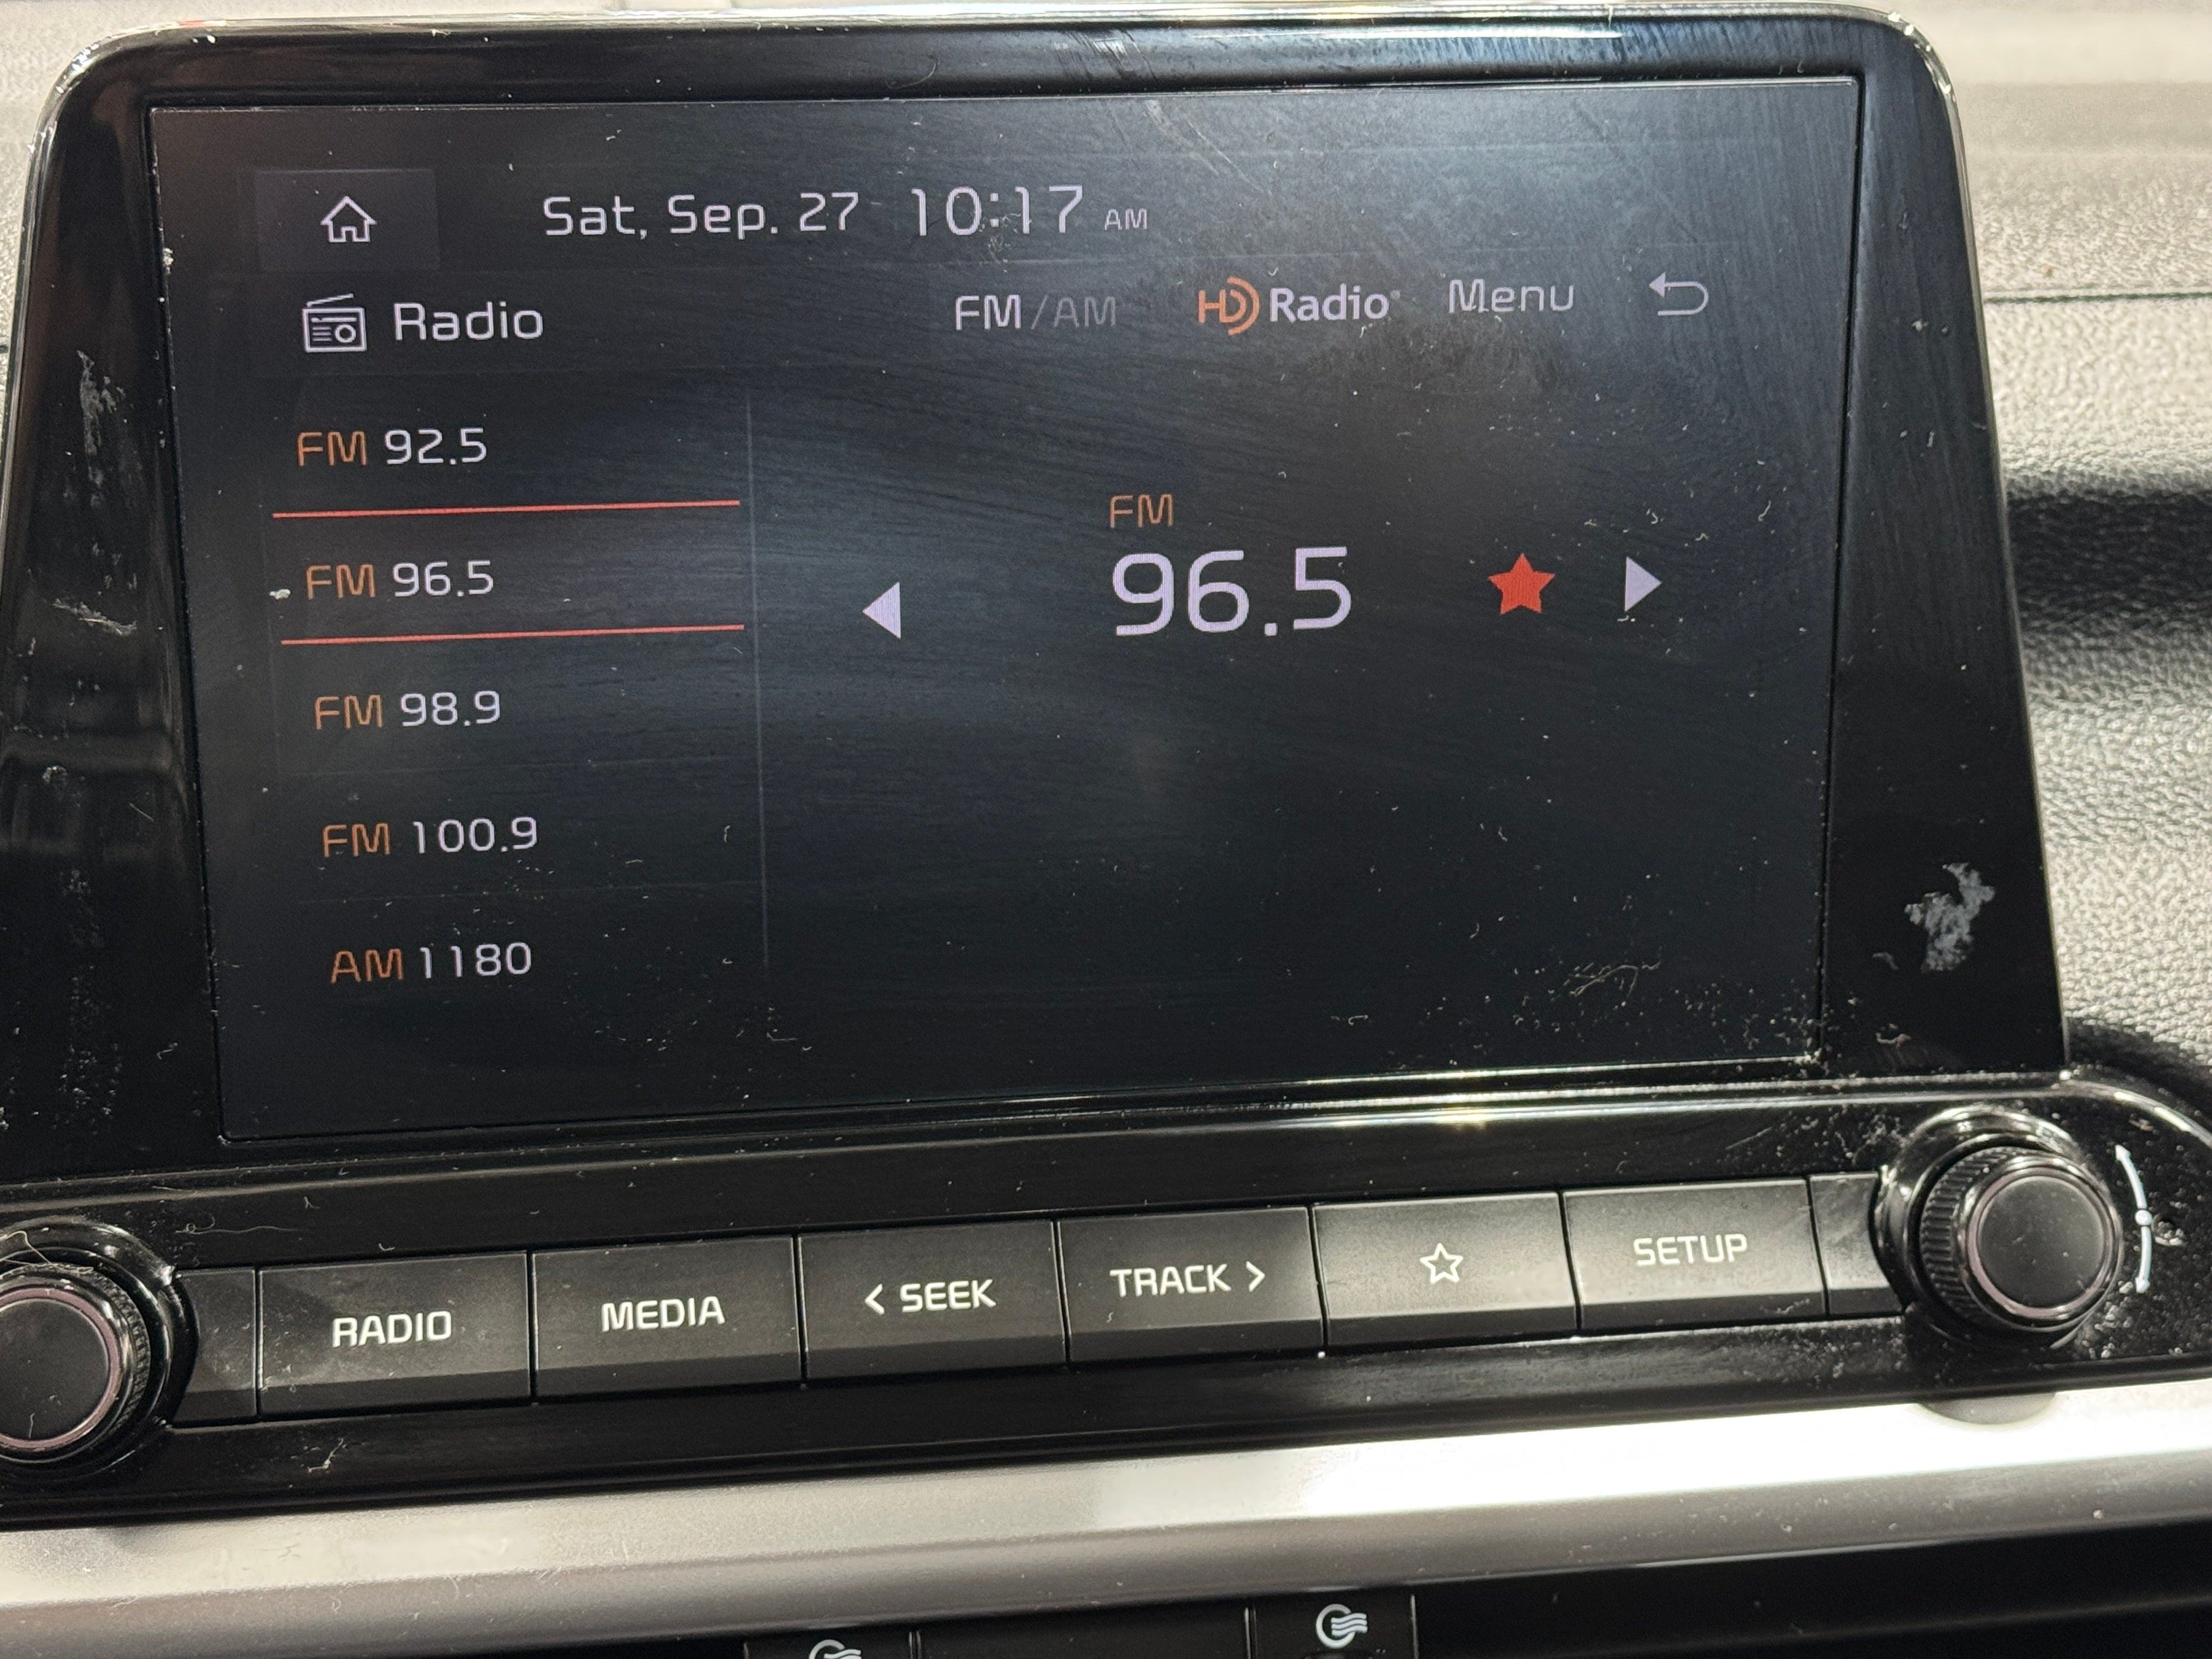 Sat, Sep. 27 10:17 AM
Radio FM/AM HD Radio Menu
FM 92.5
FM 96.5
FM 98.9
FM 100.9
AM 1180
FM
96.5
RADIO MEDIA < SEEK TRACK > SETUP